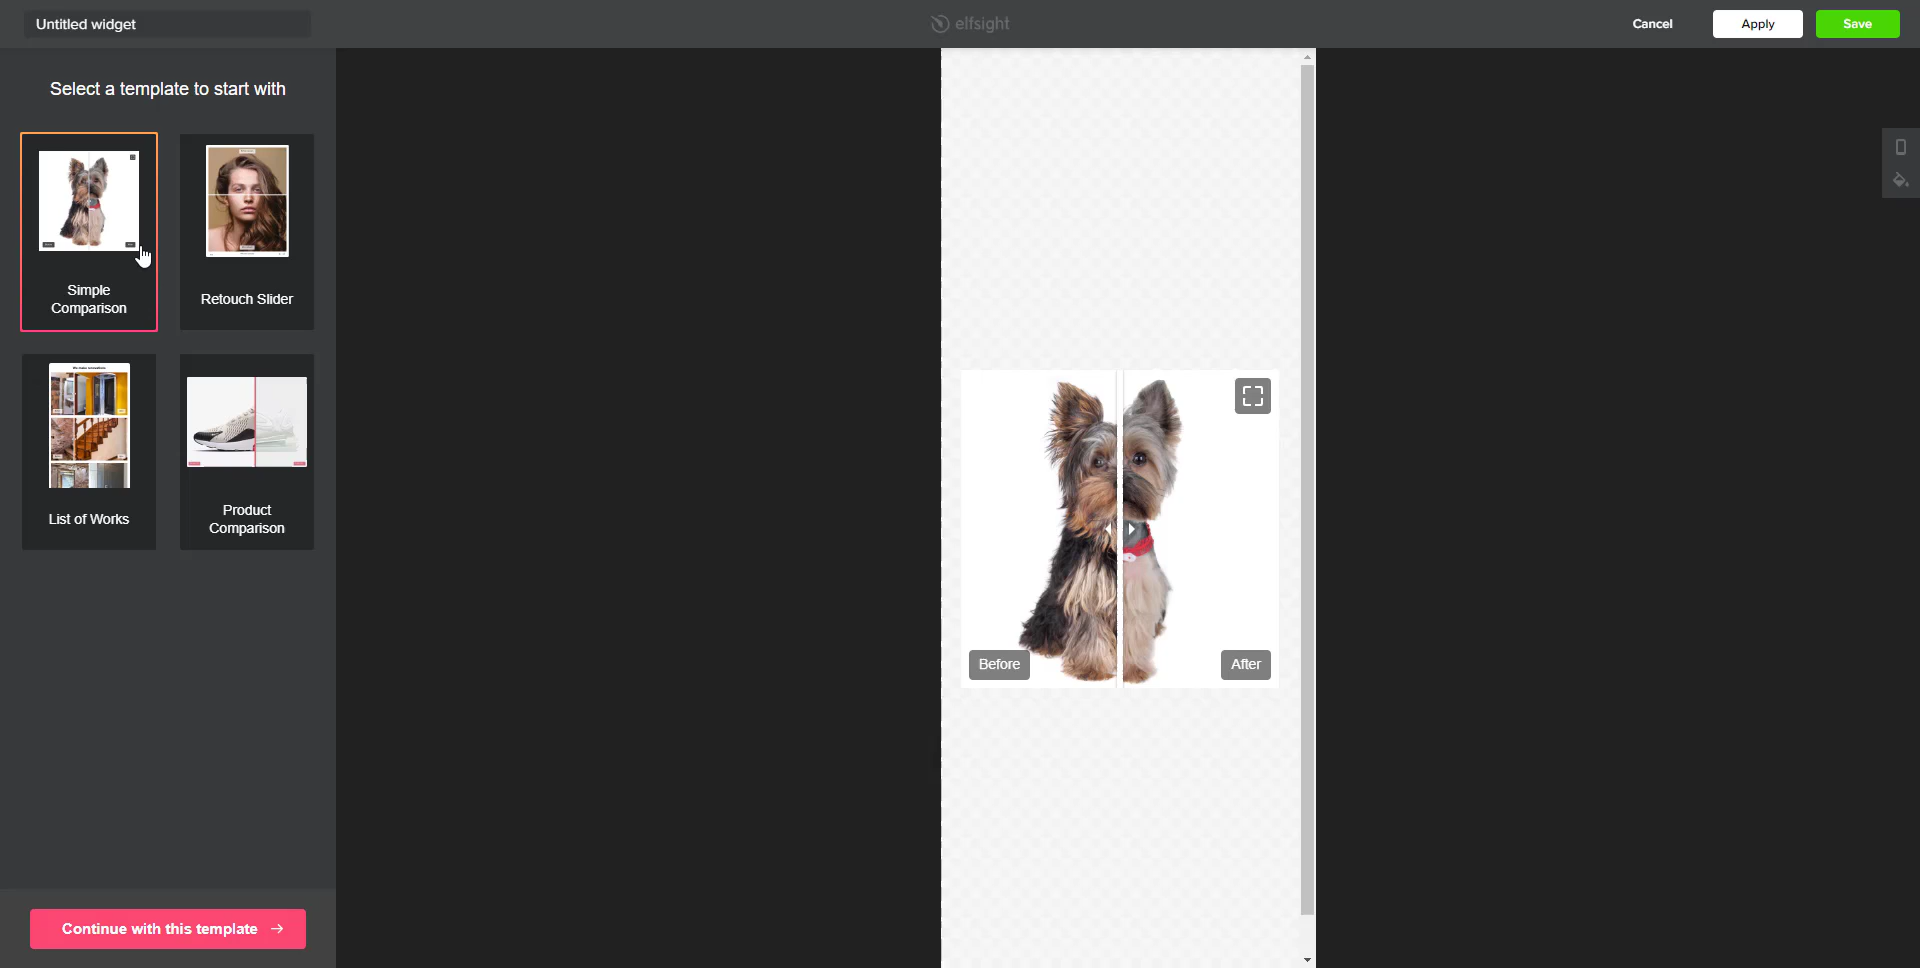 Untitled widget
elfsight
Cancel
Apply
Save
Select a template to start with
Simple
Comparison
Retouch Slider
List of Works
Product
Comparison
Before
After
Continue with this template →